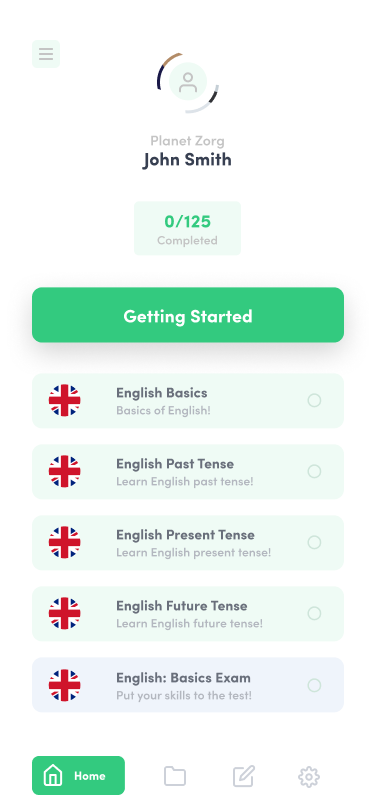 Planet Zorg
John Smith
0/125
Completed
Getting Started
English Basics
Basics of English!
English Past Tense
Learn English past tense!
English Present Tense
Learn English present tense!
English Future Tense
Learn English future tense!
English: Basics Exam
Put your skills to the test!
Home